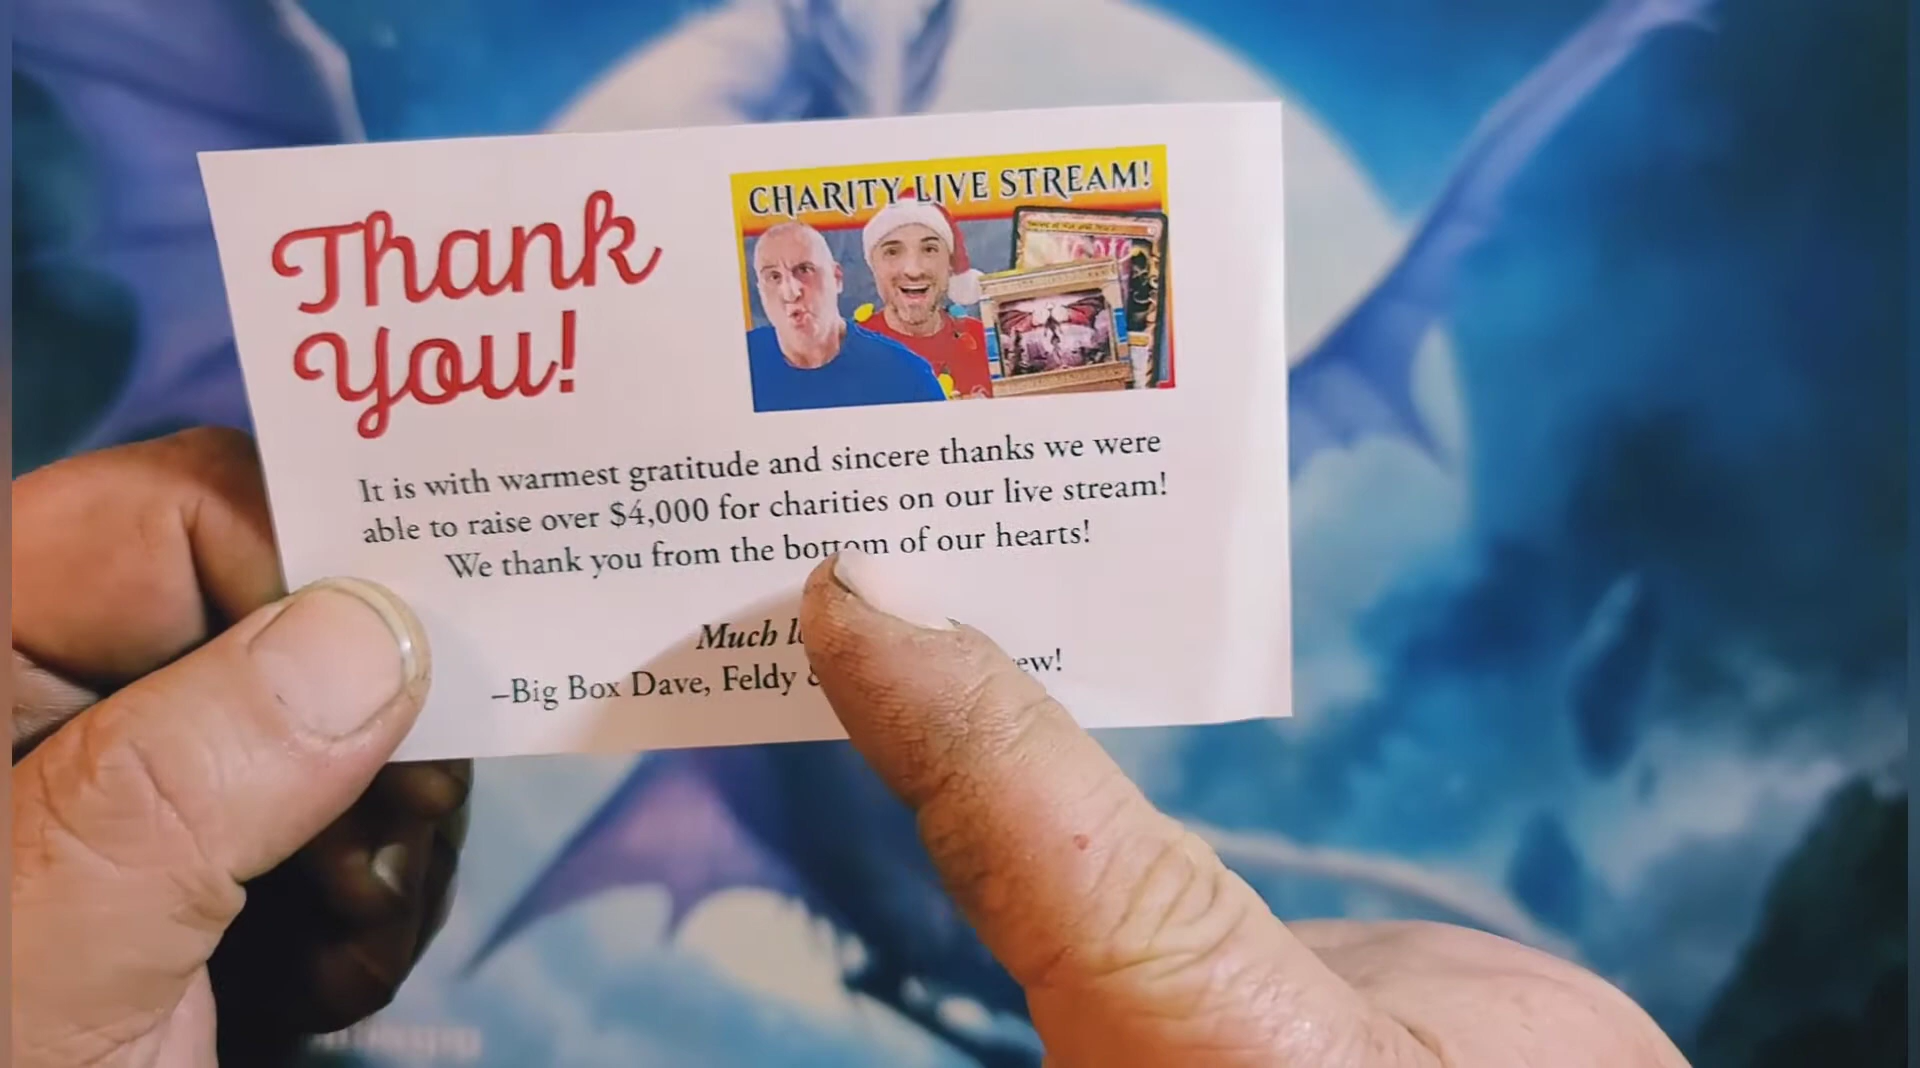 Thank
You!
CHARITY LIVE STREAM!
It is with warmest gratitude and sincere thanks we were
able to raise over $4,000 for charities on our live stream!
We thank you from the bottom of our hearts!
Much
–Big Box Dave, Feldy